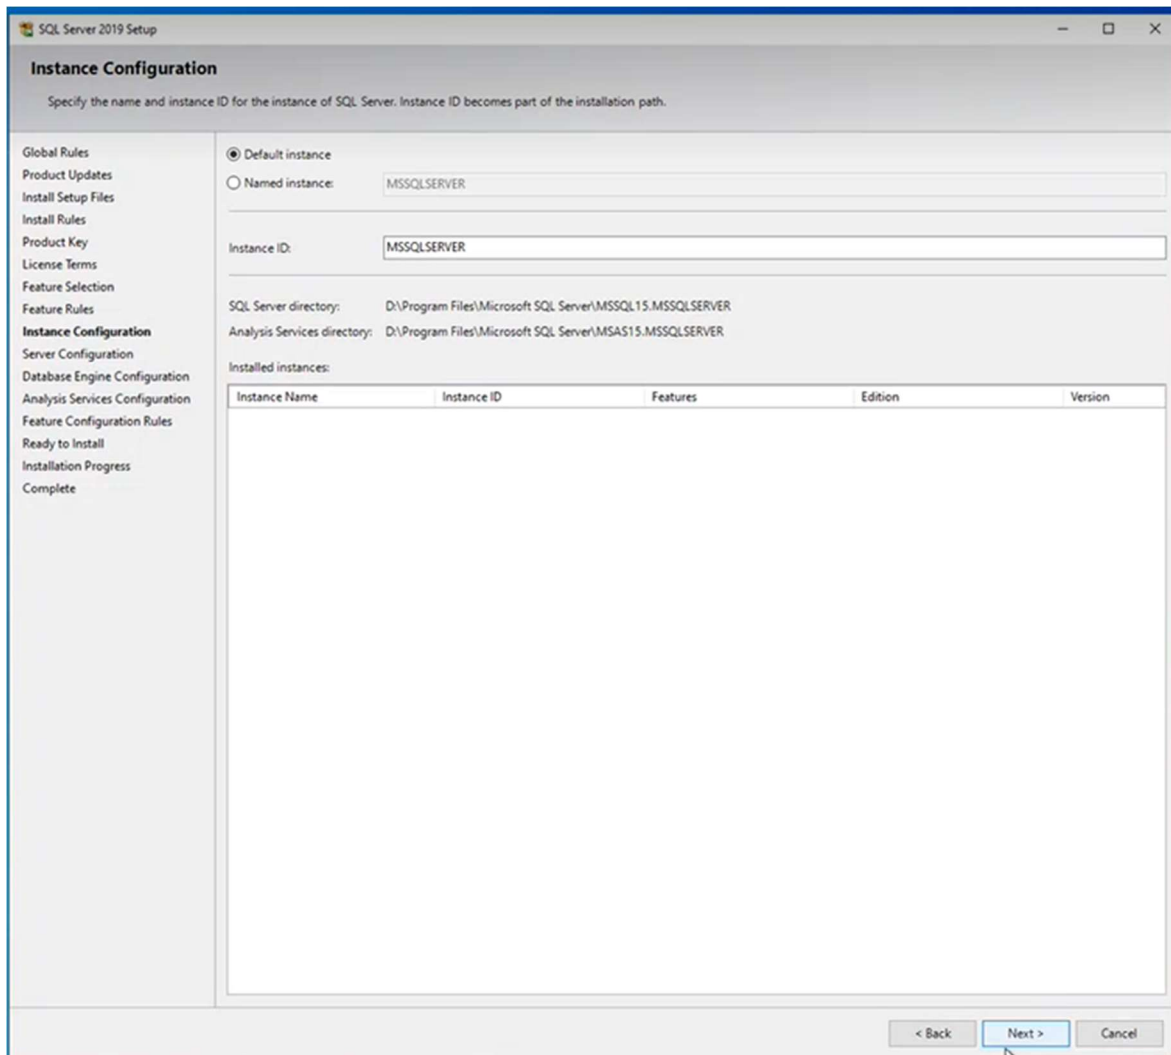 SQL Server 2019 Setup
Instance Configuration
Specify the name and instance ID for the instance of SQL Server. Instance ID becomes part of the installation path.
Global Rules
Product Updates
Install Setup Files
Install Rules
Product Key
License Terms
Feature Selection
Feature Rules
Instance Configuration
Server Configuration
Database Engine Configuration
Analysis Services Configuration
Feature Configuration Rules
Ready to Install
Installation Progress
Complete
Default instance
Named instance: MSSQLSERVER
Instance ID: MSSQLSERVER
SQL Server directory: D:\Program Files\Microsoft SQL Server\MSSQL15.MSSQLSERVER
Analysis Services directory: D:\Program Files\Microsoft SQL Server\MSAS15.MSSQLSERVER
Installed instances:
Instance Name Instance ID Features Edition Version
< Back Next > Cancel